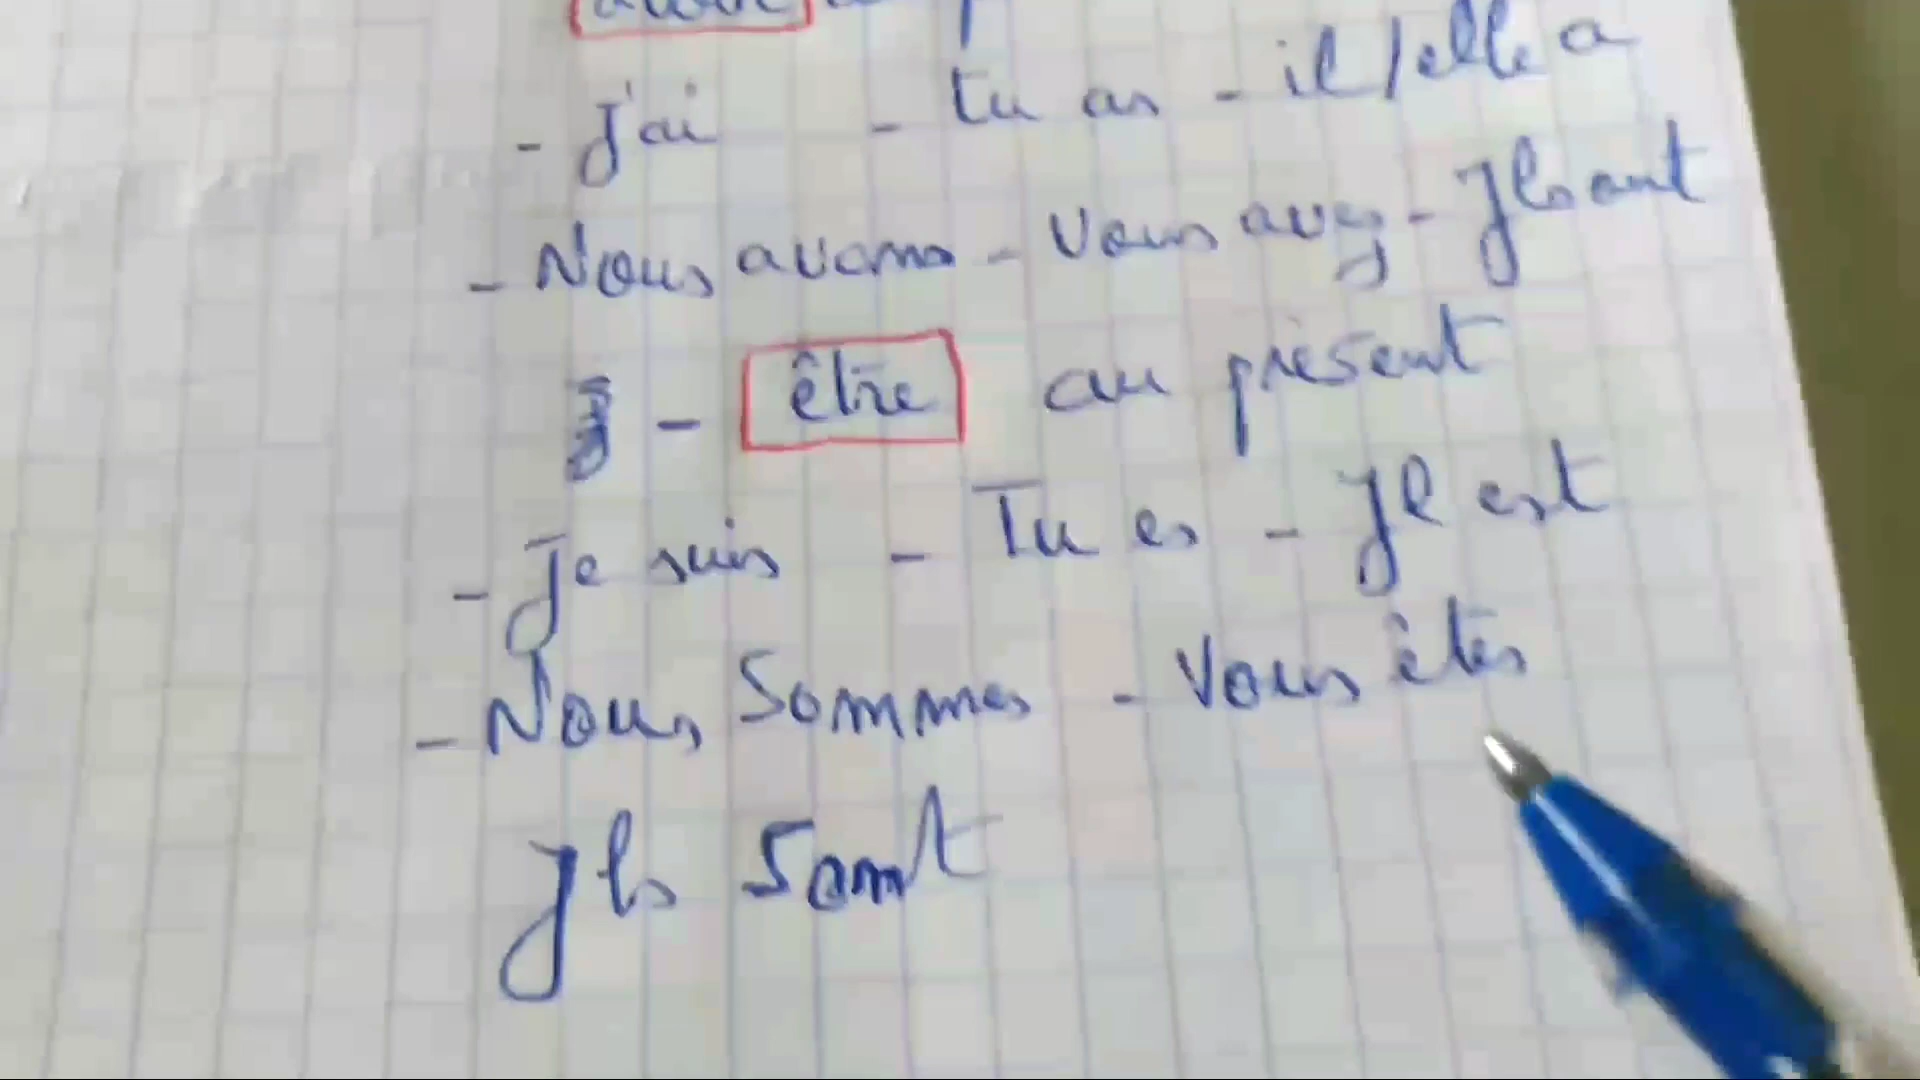 avoir
- J'ai - tu as - il/elle a
- Nous avons - Vous avez - Ils ont
- être au présent
- Je suis - Tu es - Il est
- Nous Sommes - Vous êtes
Ils Sont